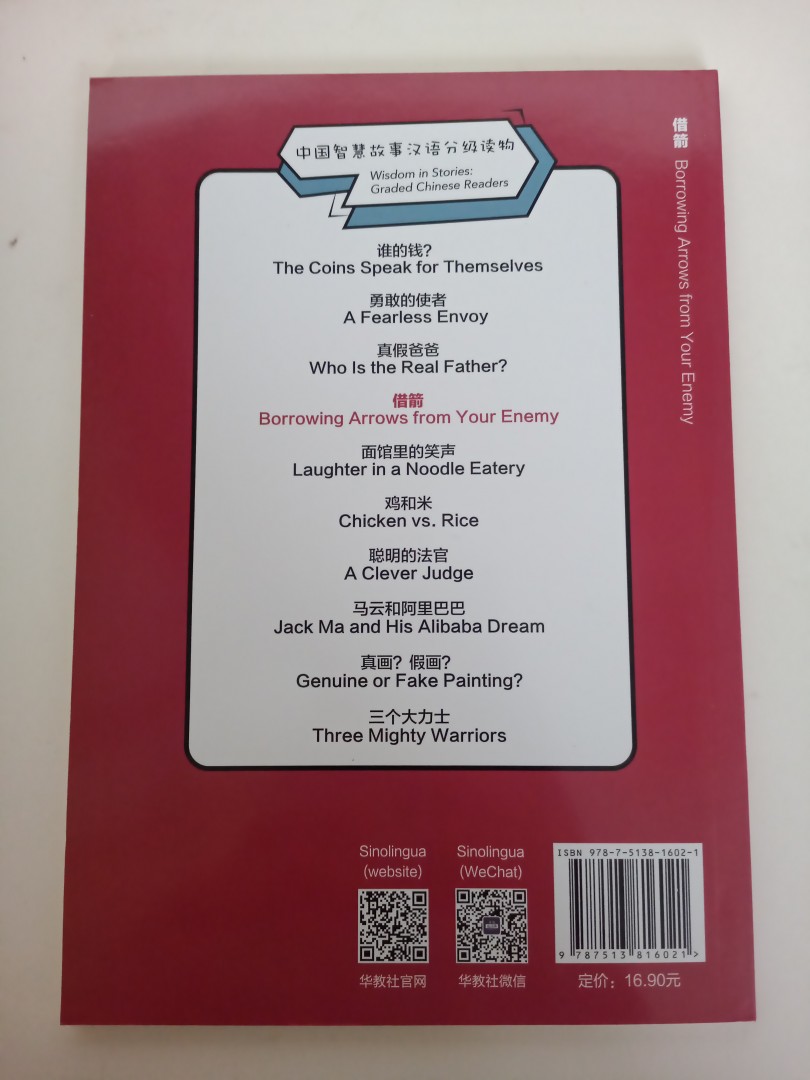 中国智慧故事汉语分级读物
Wisdom in Stories:
Graded Chinese Readers
谁的钱?
The Coins Speak for Themselves
勇敢的使者
A Fearless Envoy
真假爸爸
Who Is the Real Father?
借箭
Borrowing Arrows from Your Enemy
面馆里的笑声
Laughter in a Noodle Eatery
鸡和米
Chicken vs. Rice
聪明的法官
A Clever Judge
马云和阿里巴巴
Jack Ma and His Alibaba Dream
真画?假画?
Genuine or Fake Painting?
三个大力士
Three Mighty Warriors
借箭 Borrowing Arrows from Your Enemy
Sinolingua
(website)
华教社官网
Sinolingua
(WeChat)
华教社微信
ISBN 978-7-5138-1602-1
9 787513 816021 >
定价:16.90元